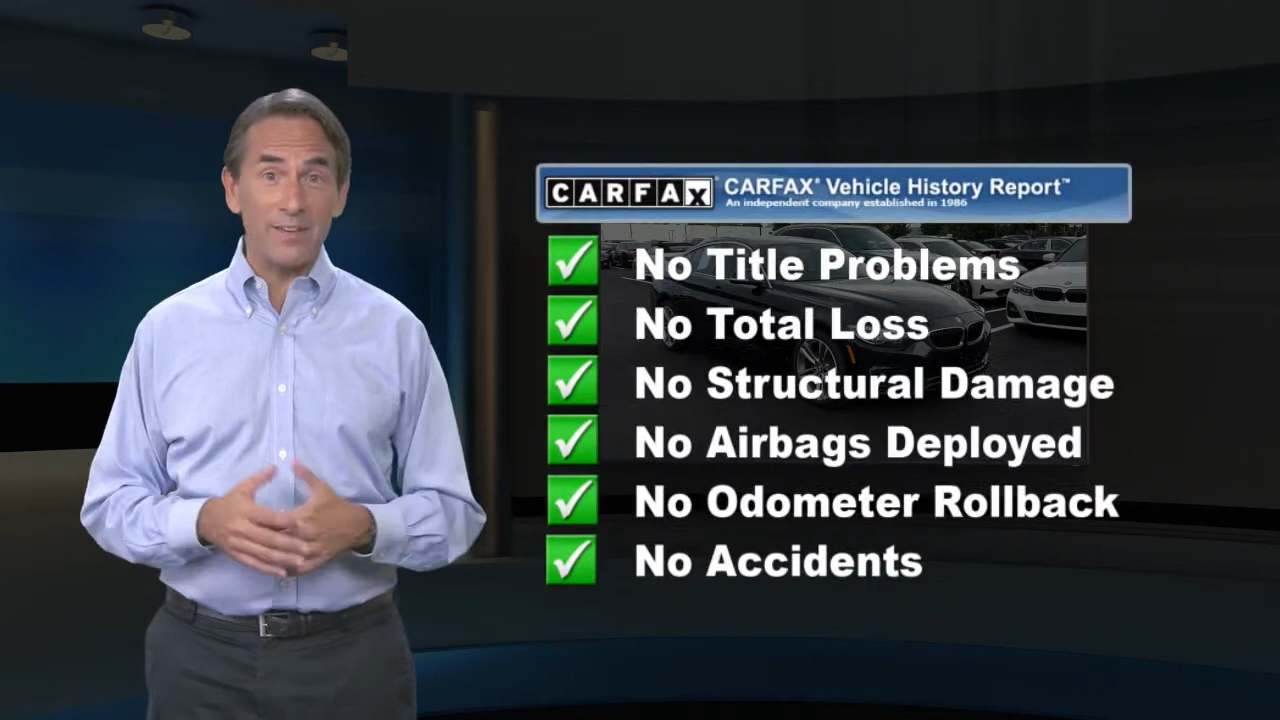 CARFAX® CARFAX® Vehicle History Report™
An independent company established in 1986
No Title Problems
No Total Loss
No Structural Damage
No Airbags Deployed
No Odometer Rollback
No Accidents